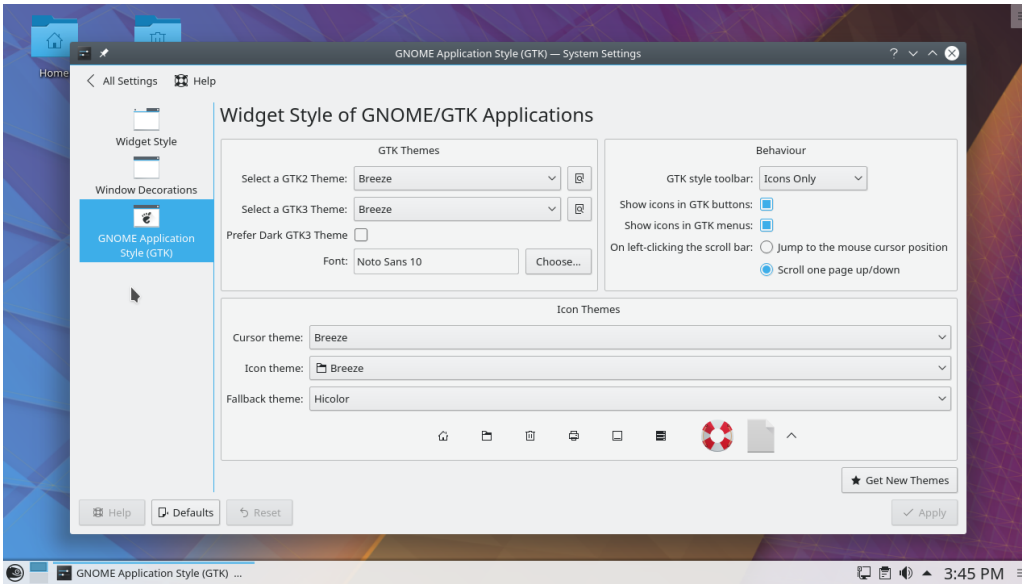 Home
GNOME Application Style (GTK) — System Settings
?
All Settings
Help
Widget Style
Window Decorations
GNOME Application
Style (GTK)
Widget Style of GNOME/GTK Applications
GTK Themes
Select a GTK2 Theme: Breeze
Select a GTK3 Theme: Breeze
Prefer Dark GTK3 Theme
Font: Noto Sans 10 Choose...
Behaviour
GTK style toolbar: Icons Only
Show icons in GTK buttons:
Show icons in GTK menus:
On left-clicking the scroll bar: Jump to the mouse cursor position
Scroll one page up/down
Icon Themes
Cursor theme: Breeze
Icon theme: Breeze
Fallback theme: Hicolor
Get New Themes
Help Defaults Reset Apply
GNOME Application Style (GTK) ...
3:45 PM